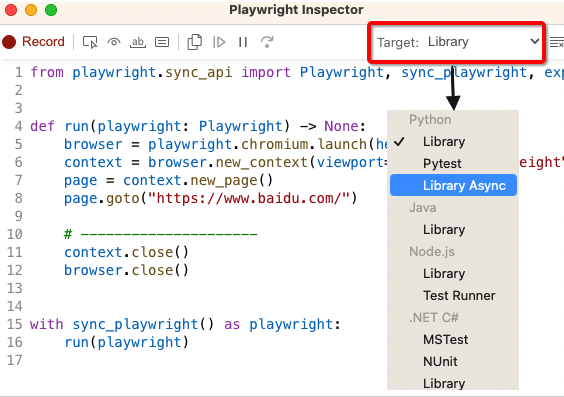 Playwright Inspector
Record
Target: Library
1 from playwright.sync_api import Playwright, sync_playwright, exp
2
3
4 def run(playwright: Playwright) -> None:
5 browser = playwright.chromium.launch(he
6 context = browser.new_context(viewport= eight"
7 page = context.new_page()
8 page.goto("https://www.baidu.com/")
9
10 # ---------------------
11 context.close()
12 browser.close()
13
14
15 with sync_playwright() as playwright:
16 run(playwright)
17
Python
✓ Library
Pytest
Library Async
Java
Library
Node.js
Library
Test Runner
.NET C#
MSTest
NUnit
Library